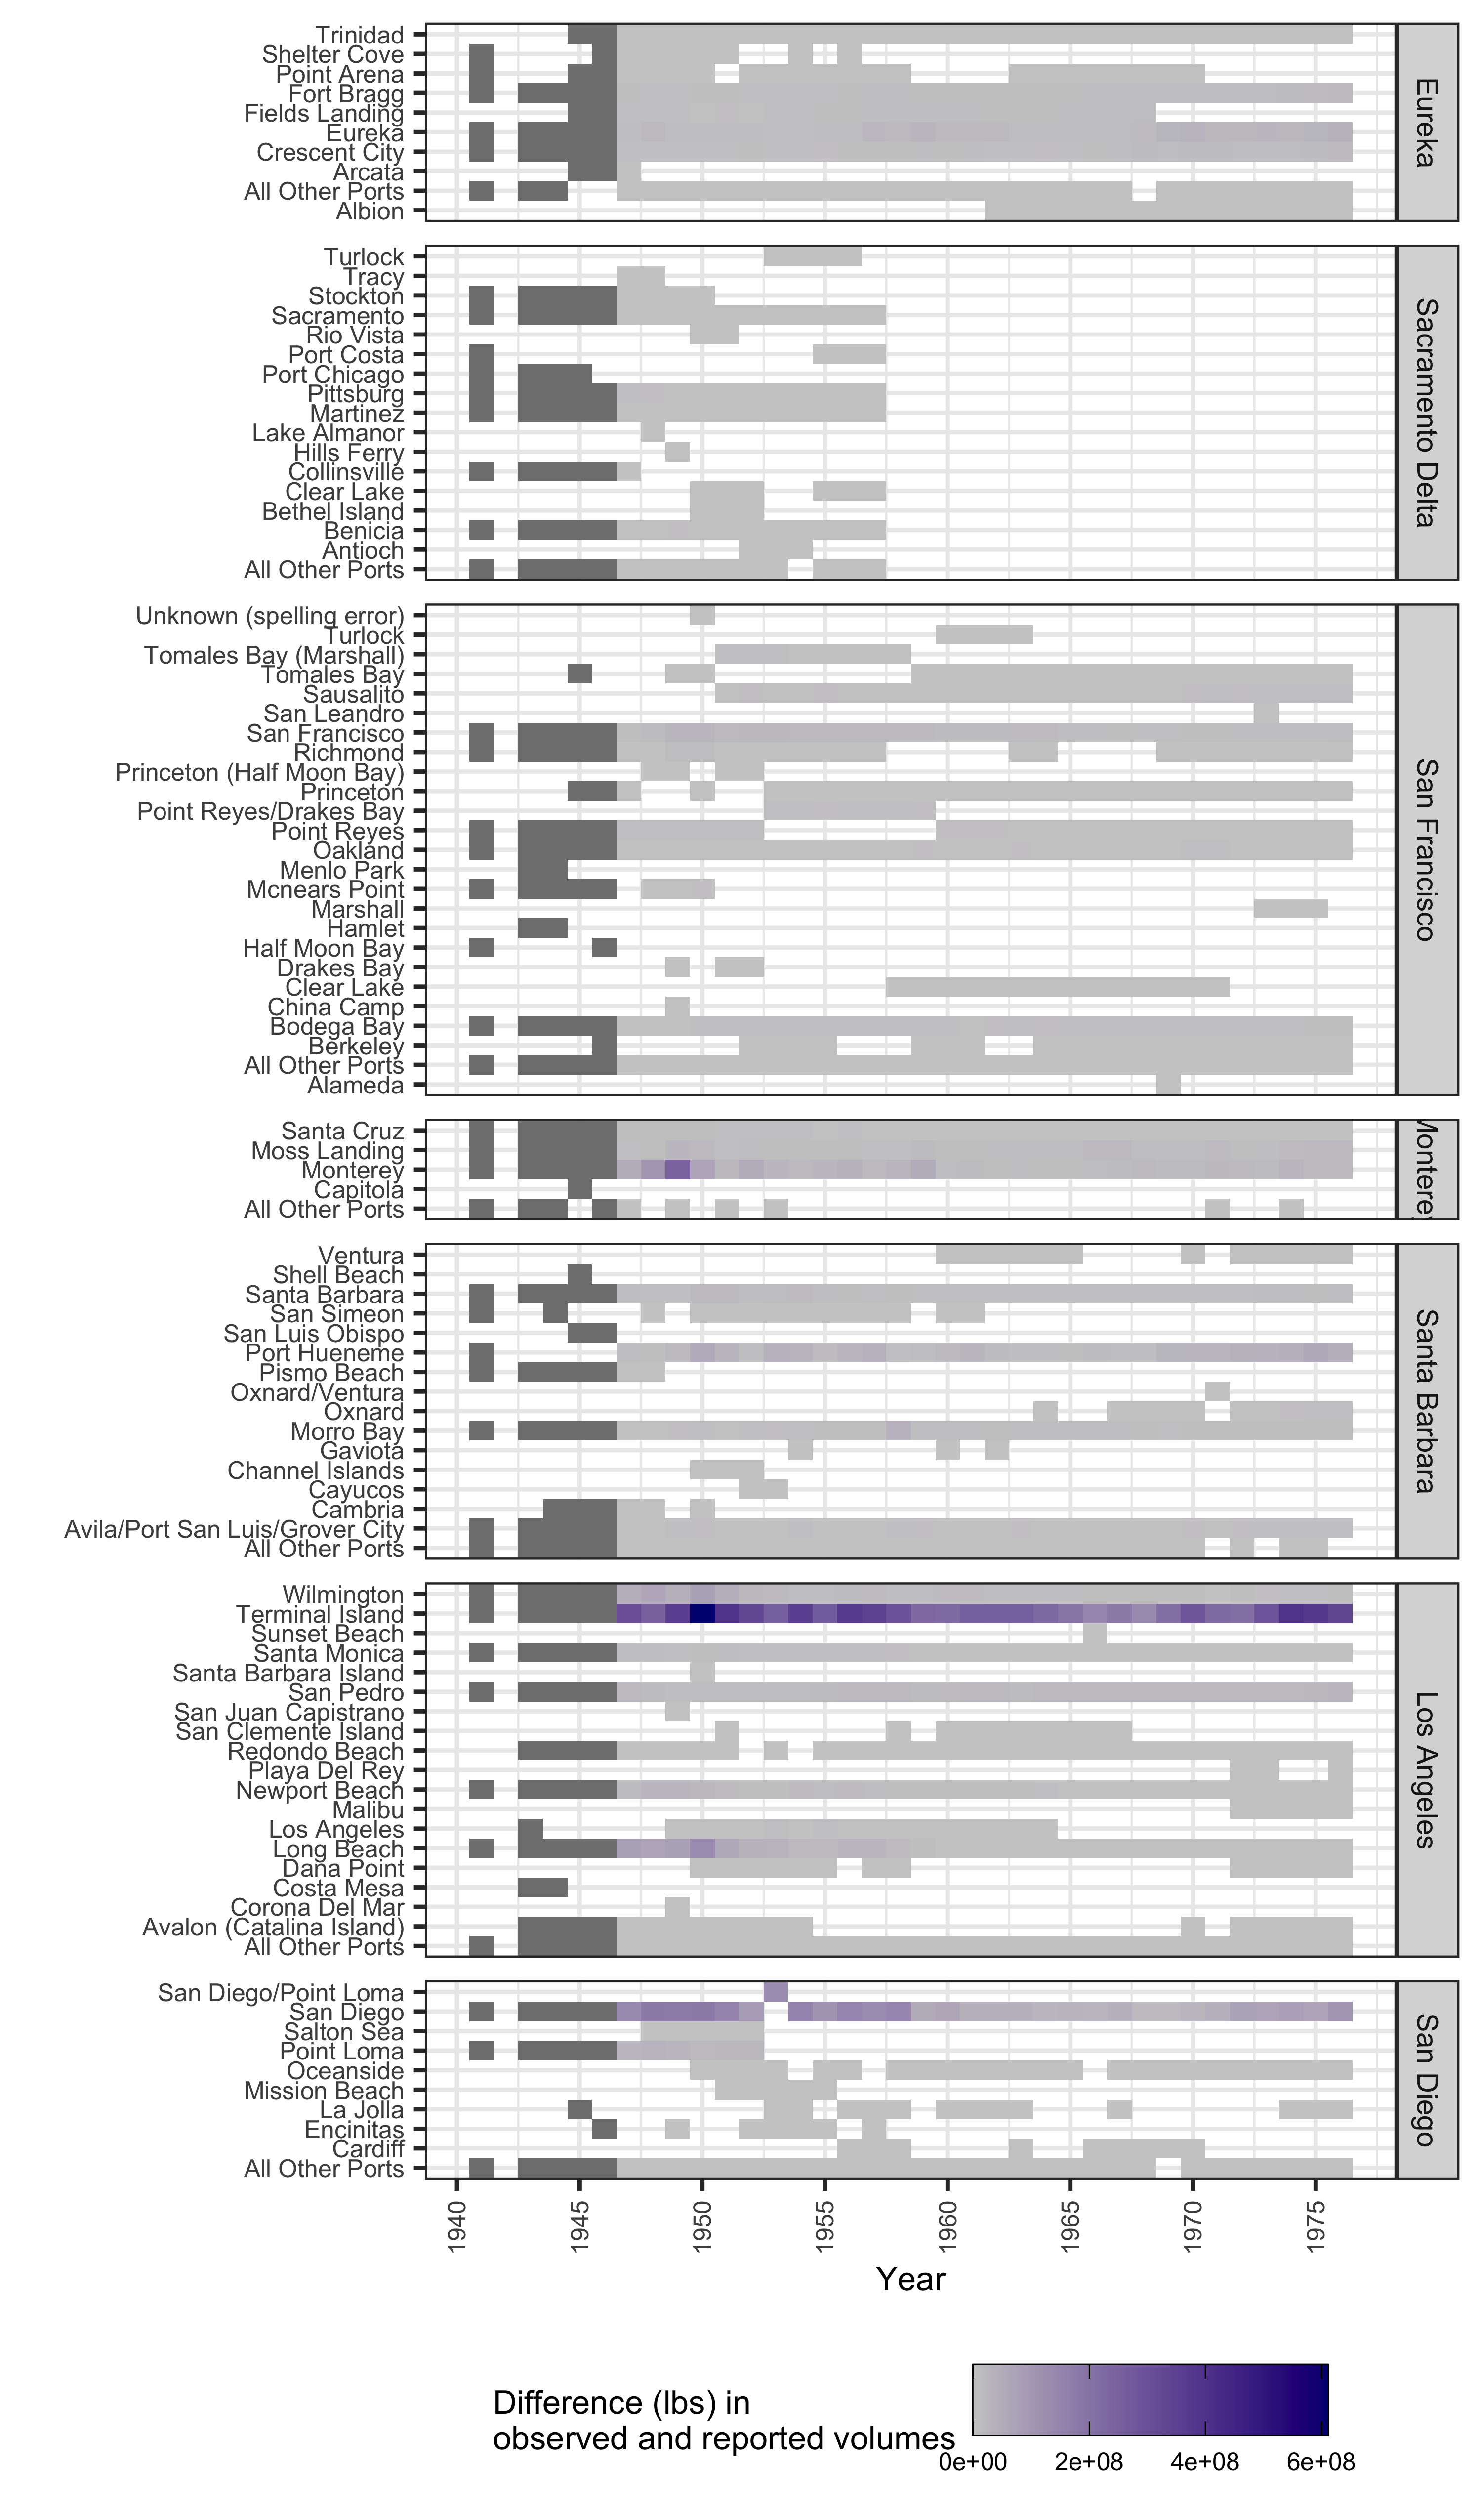 Trinidad
Shelter Cove
Point Arena
Fort Bragg
Fields Landing
Eureka
Crescent City
Arcata
All Other Ports
Albion
Eureka
Turlock
Tracy
Stockton
Sacramento
Rio Vista
Port Costa
Port Chicago
Pittsburg
Martinez
Lake Almanor
Hills Ferry
Collinsville
Clear Lake
Bethel Island
Benicia
Antioch
All Other Ports
Sacramento Delta
Unknown (spelling error)
Turlock
Tomales Bay (Marshall)
Tomales Bay
Sausalito
San Leandro
San Francisco
Richmond
Princeton (Half Moon Bay)
Princeton
Point Reyes/Drakes Bay
Point Reyes
Oakland
Menlo Park
Mcnears Point
Marshall
Hamlet
Half Moon Bay
Drakes Bay
Clear Lake
China Camp
Bodega Bay
Berkeley
All Other Ports
Alameda
San Francisco
Santa Cruz
Moss Landing
Monterey
Capitola
All Other Ports
Monterey
Ventura
Shell Beach
Santa Barbara
San Simeon
San Luis Obispo
Port Hueneme
Pismo Beach
Oxnard/Ventura
Oxnard
Morro Bay
Gaviota
Channel Islands
Cayucos
Cambria
Avila/Port San Luis/Grover City
All Other Ports
Santa Barbara
Wilmington
Terminal Island
Sunset Beach
Santa Monica
Santa Barbara Island
San Pedro
San Juan Capistrano
San Clemente Island
Redondo Beach
Playa Del Rey
Newport Beach
Malibu
Los Angeles
Long Beach
Dana Point
Costa Mesa
Corona Del Mar
Avalon (Catalina Island)
All Other Ports
Los Angeles
San Diego/Point Loma
San Diego
Salton Sea
Point Loma
Oceanside
Mission Beach
La Jolla
Encinitas
Cardiff
All Other Ports
San Diego
1940 1945 1950 1955 1960 1965 1970 1975
Year
Difference (lbs) in
observed and reported volumes
0e+00 2e+08 4e+08 6e+08